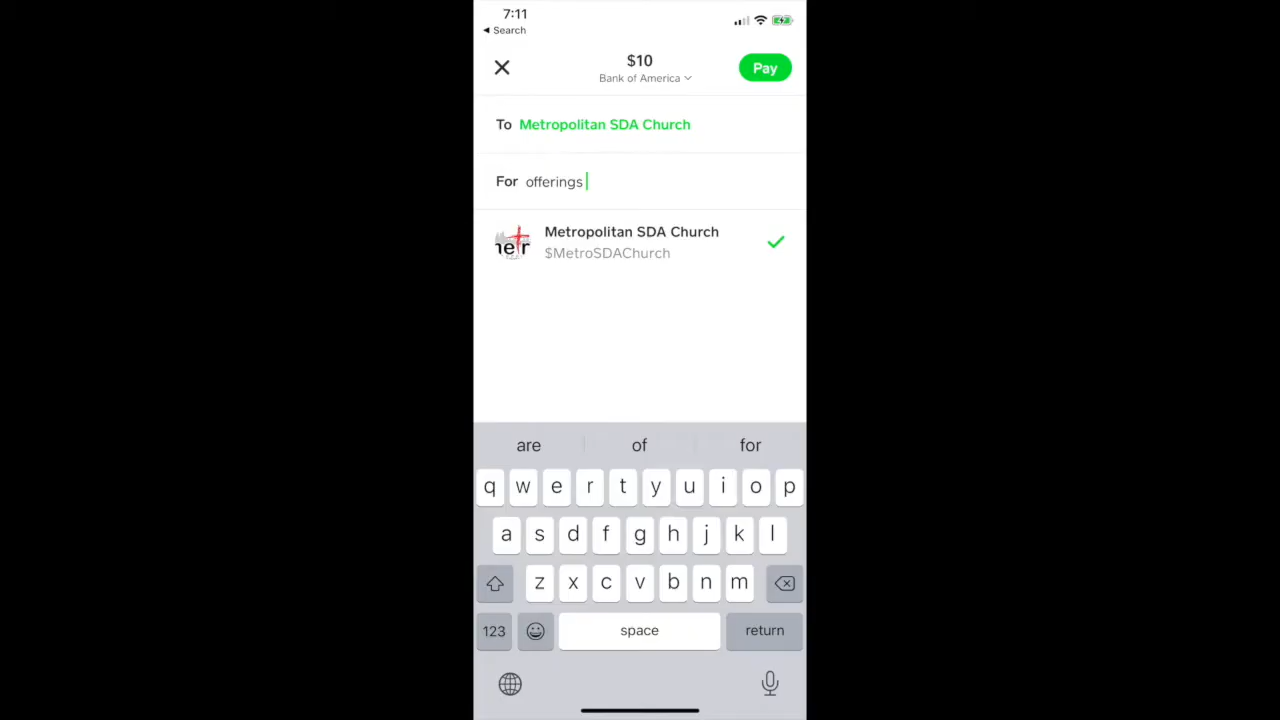 7:11
◀ Search
$10
Bank of America
Pay
To Metropolitan SDA Church
For offerings
Metropolitan SDA Church
$MetroSDAChurch
are of for
q w e r t y u i o p
a s d f g h j k l
z x c v b n m
123 space return